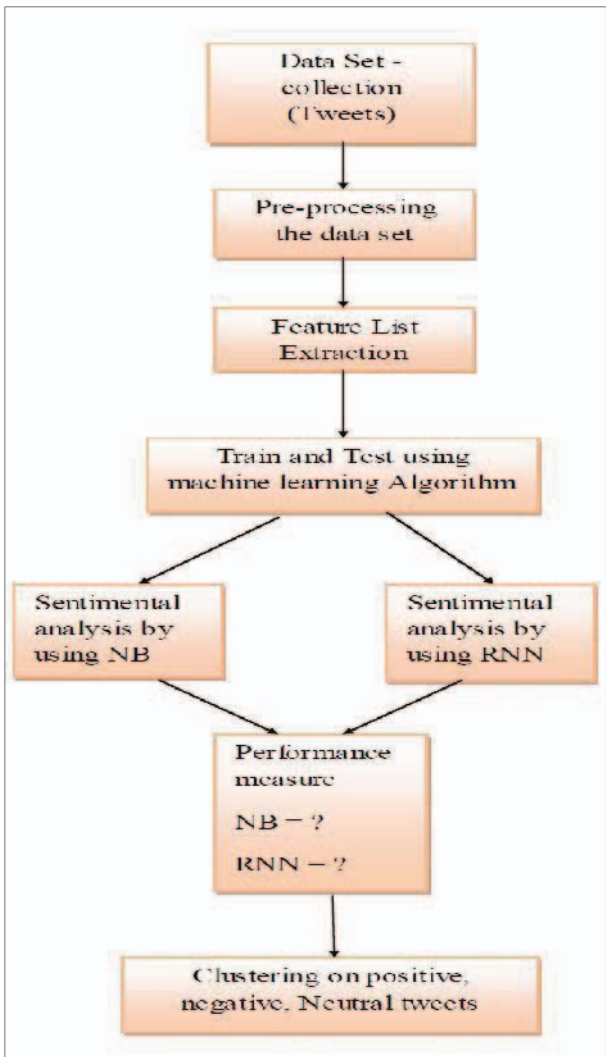 Data Set -
collection
(Tweets)
Pre-processing
the data set
Feature List
Extraction
Train and Test using
machine learning Algorithm
Sentimental
analysis by
using NB
Sentimental
analysis by
using RNN
Performance
measure
NB = ?
RNN = ?
Clustering on positive,
negative, Neutral tweets